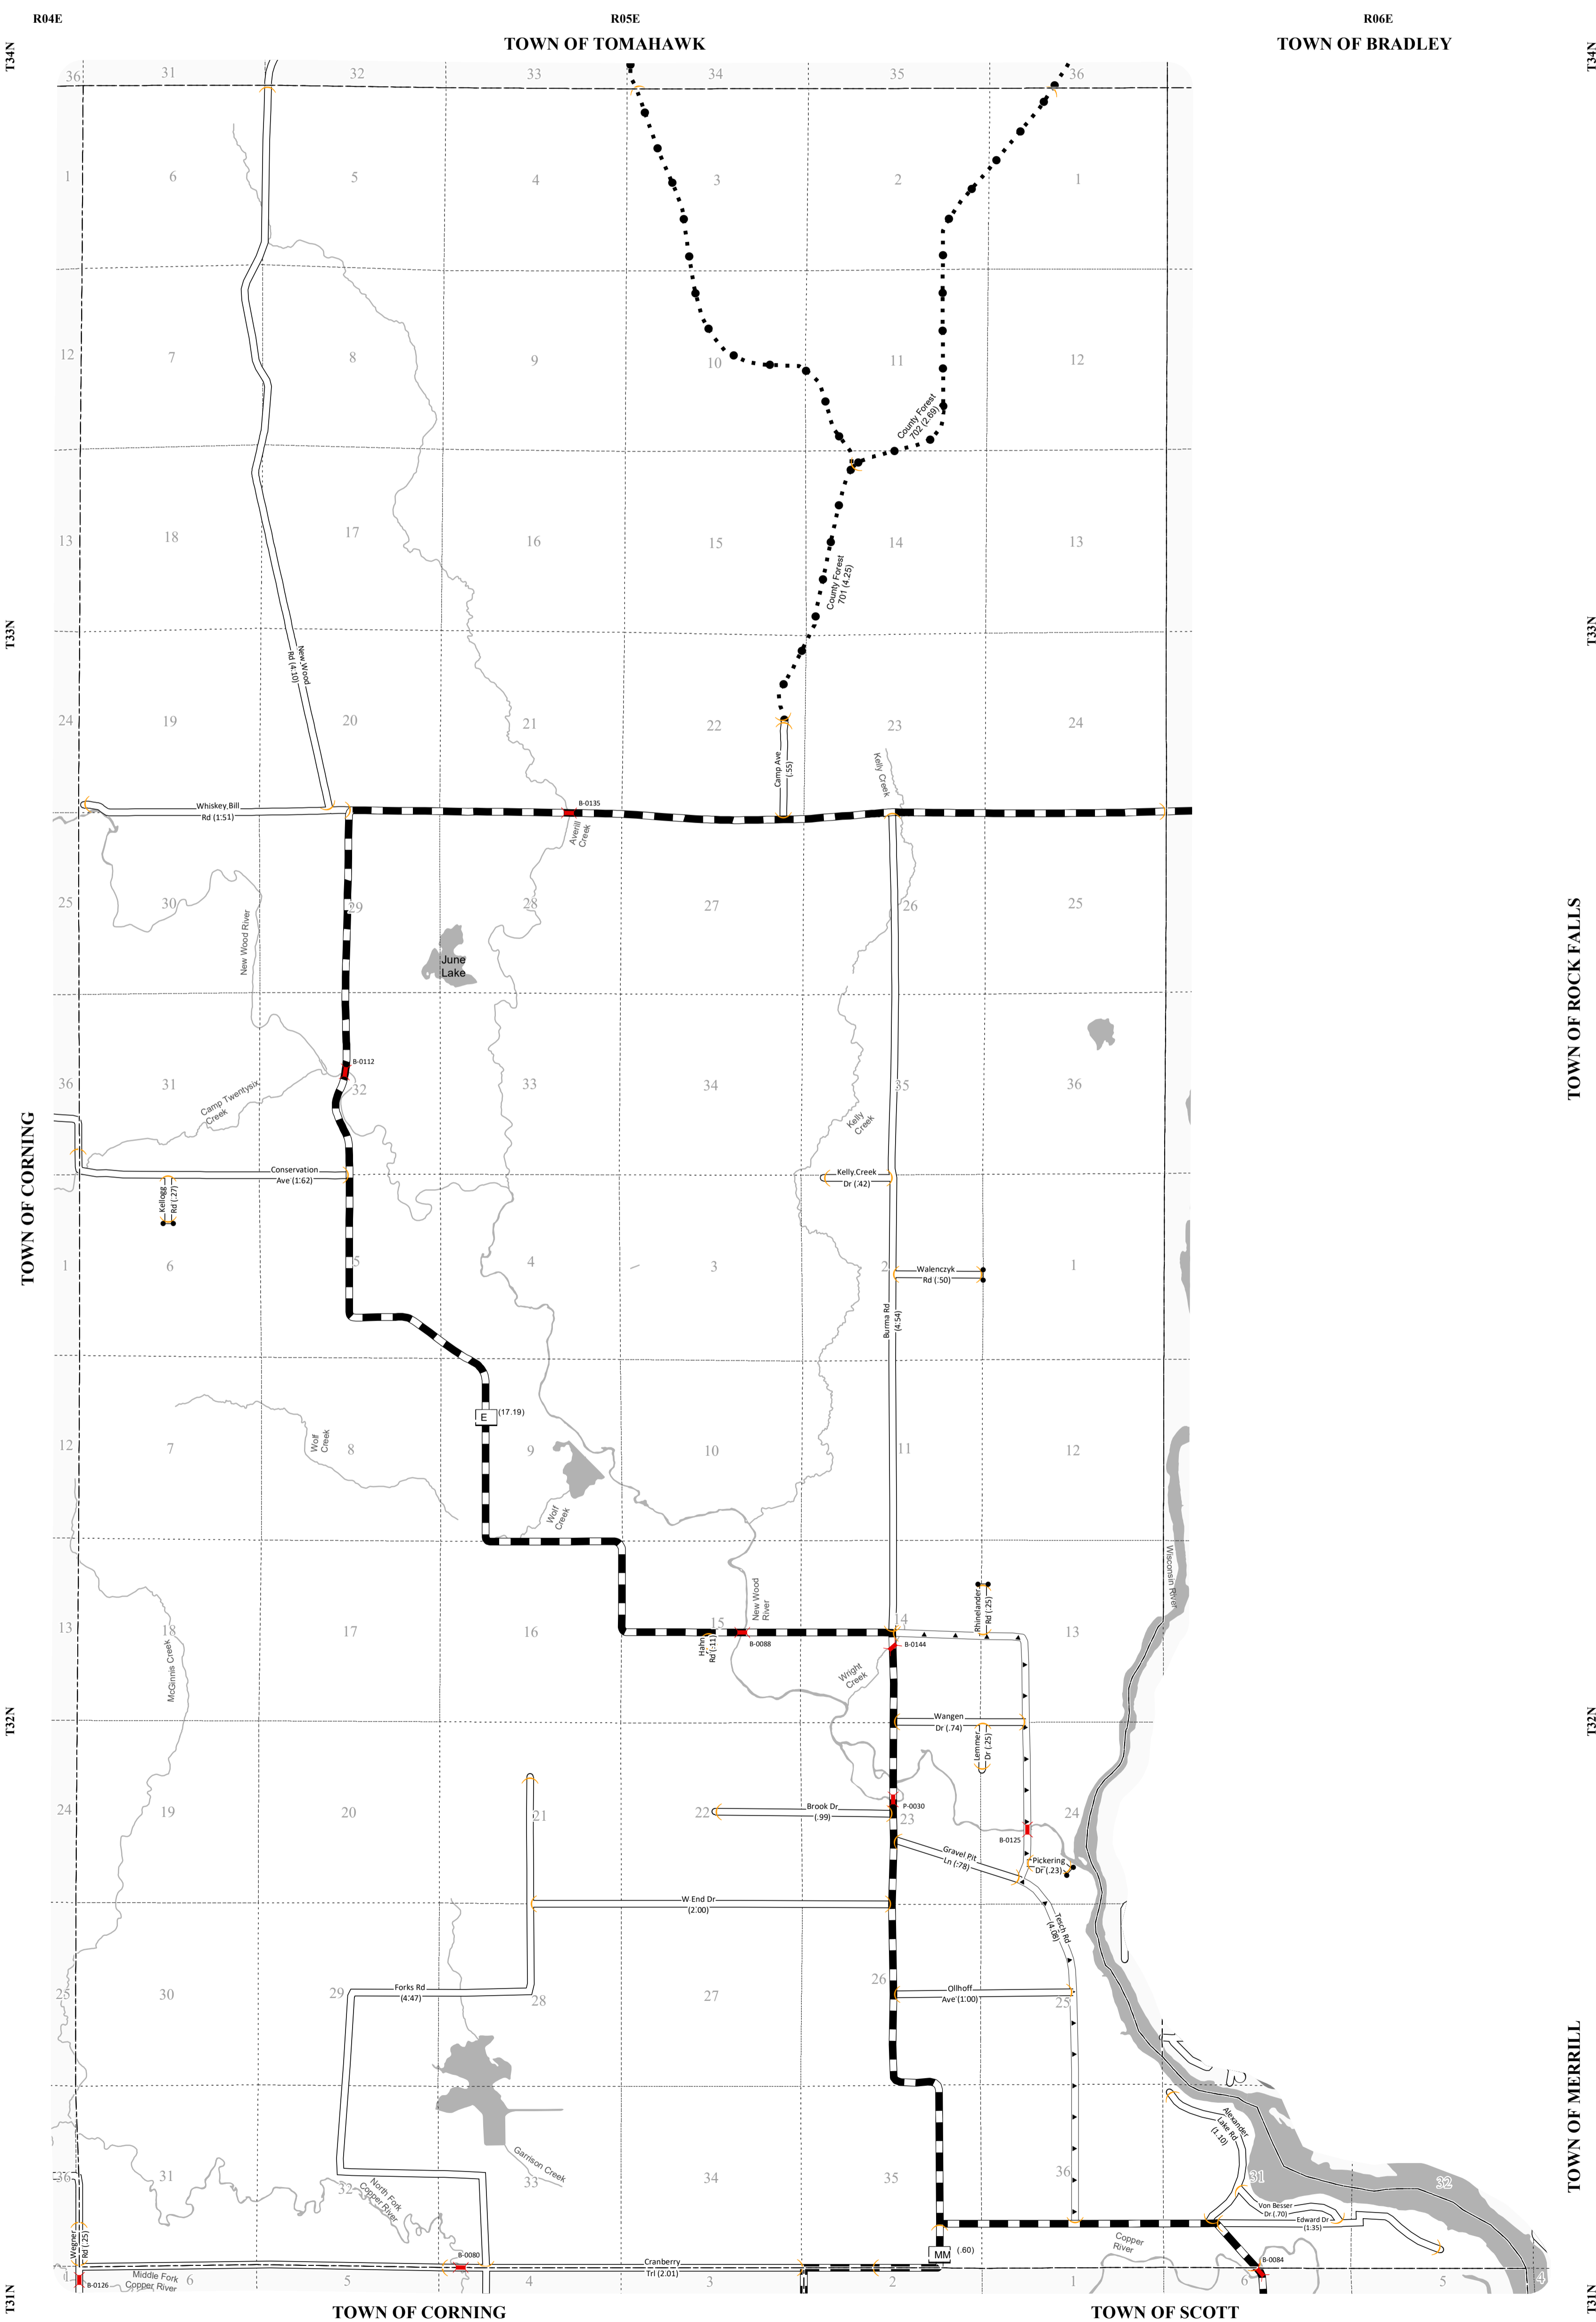 R04E R05E R06E
TOWN OF TOMAHAWK TOWN OF BRADLEY
T34N T34N
36 31 32 33 34 35 36
1 6 5 4 3 2 1
12 7 8 9 10 11 12
County Forest
702 (2.69)
13 18 17 16 15 14 13
County Forest
701 (4.25)
T33N T33N
New Wood
Rd (4.10)
24 19 20 21 22 23 24
Camp Ave
(.55)
Kelly Creek
Whiskey Bill
Rd (1.51)
B-0135
Averill
Creek
25 30 29 28 27 26 25
New Wood River
June
Lake
TOWN OF ROCK FALLS
B-0112
36 31 32 33 34 35 36
Camp Twentysix
Creek
Kelly
Creek
TOWN OF CORNING
Conservation
Ave (1.62)
Kelly Creek
Dr (.42)
Kellogg
Rd (.27)
1 6 5 4 3 2 1
Walenczyk
Rd (.50)
Burma Rd
(4.54)
E (17.19)
12 7 8 9 10 11 12
Wolf
Creek
Wolf
Creek
Wisconsin River
New Wood
River
Rhinelander
Rd (.25)
13 18 17 16 15 14 13
Hahn
Rd (.11)
B-0088
B-0144
McGinnis Creek
Wright
Creek
T32N T32N
Wangen
Dr (.74)
Lemmer
Dr (.25)
24 19 20 21 22 23 24
Brook Dr
(.99)
P-0030
B-0125
Gravel Pit
Ln (.78)
Pickering
Dr (.23)
W End Dr
(2.00)
Tesch Rd
(4.08)
25 30 29 28 27 26 25
Forks Rd
(4.47)
Ollhoff
Ave (1.00)
TOWN OF MERRILL
Alexander
Lake Rd
(1.10)
36 31 32 33 34 35 36 31 32
Garrison Creek
North Fork
Copper River
Von Besser
Dr (.70)
Edward Dr
(1.35)
Wegner
Rd (.25)
Copper
River
MM (.60)
B-0080
Cranberry
Trl (2.01)
B-0084
Middle Fork
Copper River
B-0126
1 6 5 4 3 2 1 6 5 4
T31N T31N
TOWN OF CORNING TOWN OF SCOTT